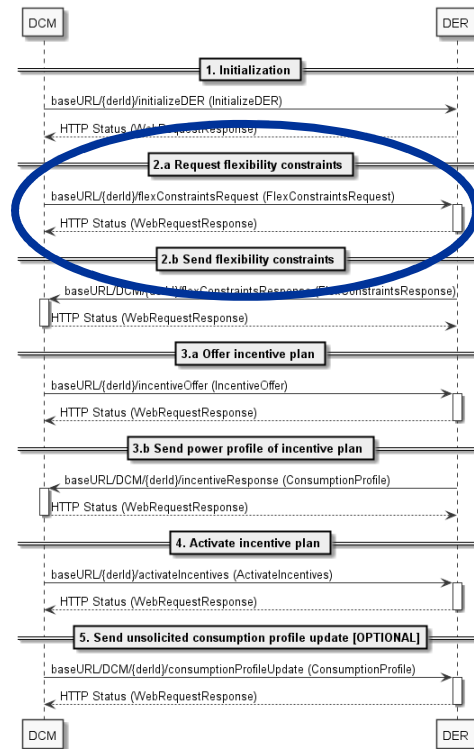 DCM DER
1. Initialization
baseURL/{derId}/initializeDER (InitializeDER)
HTTP Status (WebRequestResponse)
2.a Request flexibility constraints
baseURL/{derId}/flexConstraintsRequest (FlexConstraintsRequest)
HTTP Status (WebRequestResponse)
2.b Send flexibility constraints
baseURL/DCM/{derId}/flexConstraintsResponse (FlexConstraintsResponse)
HTTP Status (WebRequestResponse)
3.a Offer incentive plan
baseURL/{derId}/incentiveOffer (IncentiveOffer)
HTTP Status (WebRequestResponse)
3.b Send power profile of incentive plan
baseURL/DCM/{derId}/incentiveResponse (ConsumptionProfile)
HTTP Status (WebRequestResponse)
4. Activate incentive plan
baseURL/{derId}/activateIncentives (ActivateIncentives)
HTTP Status (WebRequestResponse)
5. Send unsolicited consumption profile update [OPTIONAL]
baseURL/DCM/{derId}/consumptionProfileUpdate (ConsumptionProfile)
HTTP Status (WebRequestResponse)
DCM DER